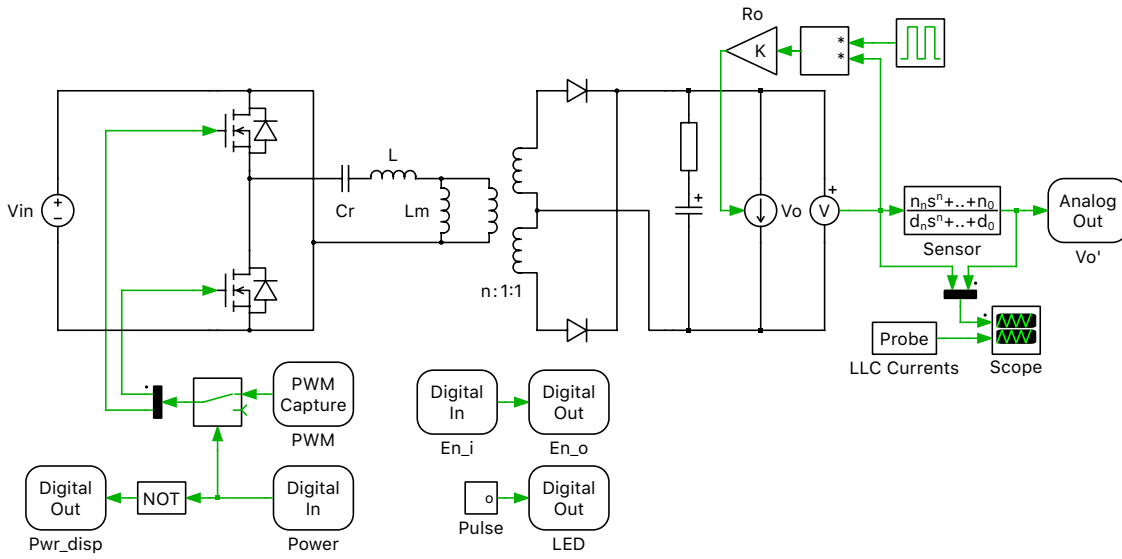 Ro
K
*
*
Vin
L
Cr
Lm
n:1:1
+
Vo
V
+
nₙsⁿ+..+n₀
dₙsⁿ+..+d₀
Sensor
Analog
Out
Vo'
Probe
LLC Currents
Scope
PWM
Capture
PWM
Digital
In
En_i
Digital
Out
En_o
Digital
Out
Pwr_disp
NOT
Digital
In
Power
o
Pulse
Digital
Out
LED